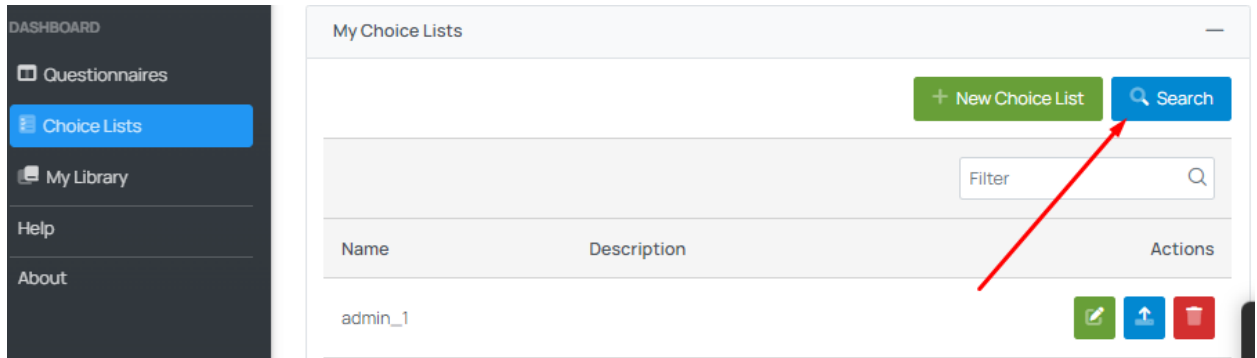 DASHBOARD
Questionnaires
Choice Lists
My Library
Help
About
My Choice Lists
+ New Choice List
Search
Filter
Name Description Actions
admin_1